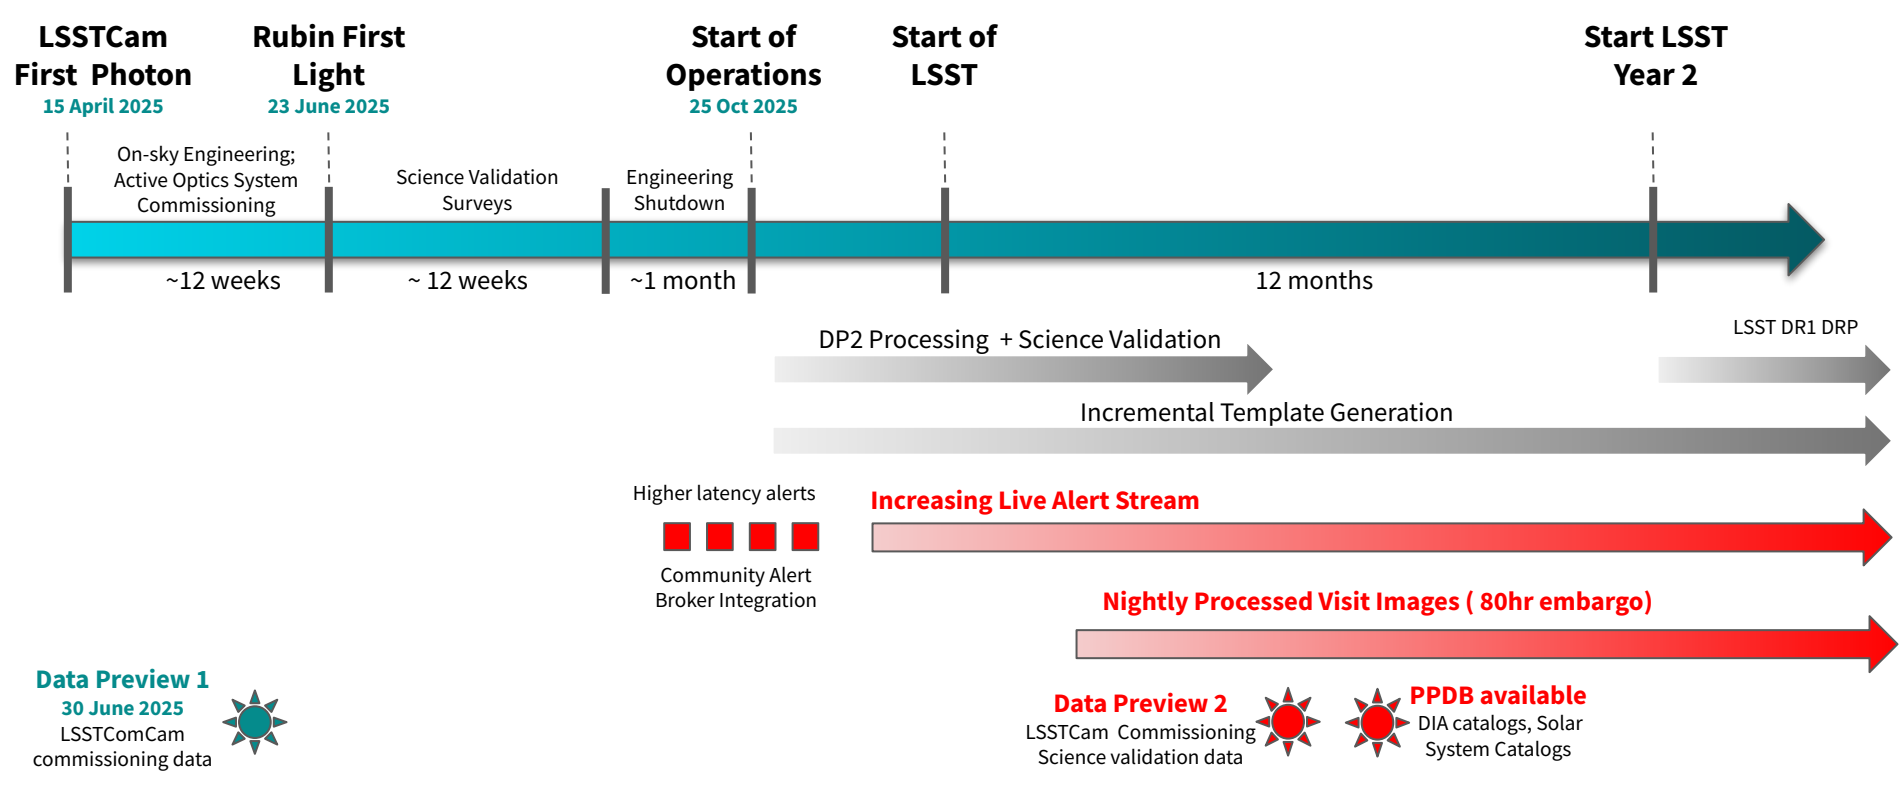 LSSTCam
First Photon
15 April 2025
Rubin First
Light
23 June 2025
Start of
Operations
25 Oct 2025
Start of
LSST
Start LSST
Year 2
On-sky Engineering;
Active Optics System
Commissioning
Science Validation
Surveys
Engineering
Shutdown
~12 weeks
~ 12 weeks
~1 month
12 months
DP2 Processing + Science Validation
LSST DR1 DRP
Incremental Template Generation
Higher latency alerts
Community Alert
Broker Integration
Increasing Live Alert Stream
Nightly Processed Visit Images ( 80hr embargo)
Data Preview 1
30 June 2025
LSSTComCam
commissioning data
Data Preview 2
LSSTCam Commissioning
Science validation data
PPDB available
DIA catalogs, Solar
System Catalogs